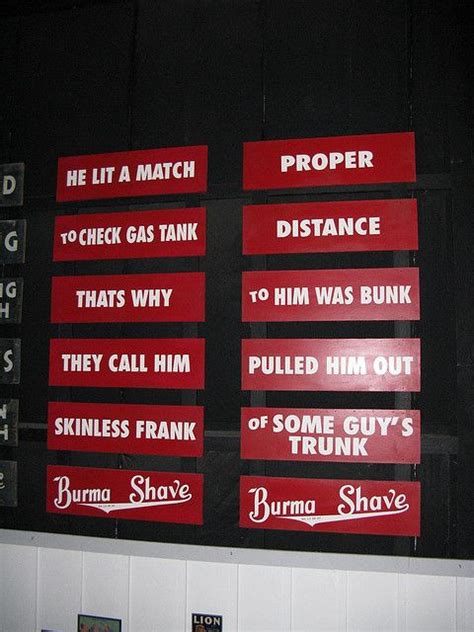 D
G
NG
H
S
N
H
HE LIT A MATCH
TO CHECK GAS TANK
THATS WHY
THEY CALL HIM
SKINLESS FRANK
Burma Shave
PROPER
DISTANCE
TO HIM WAS BUNK
PULLED HIM OUT
OF SOME GUY'S
TRUNK
Burma Shave
LION